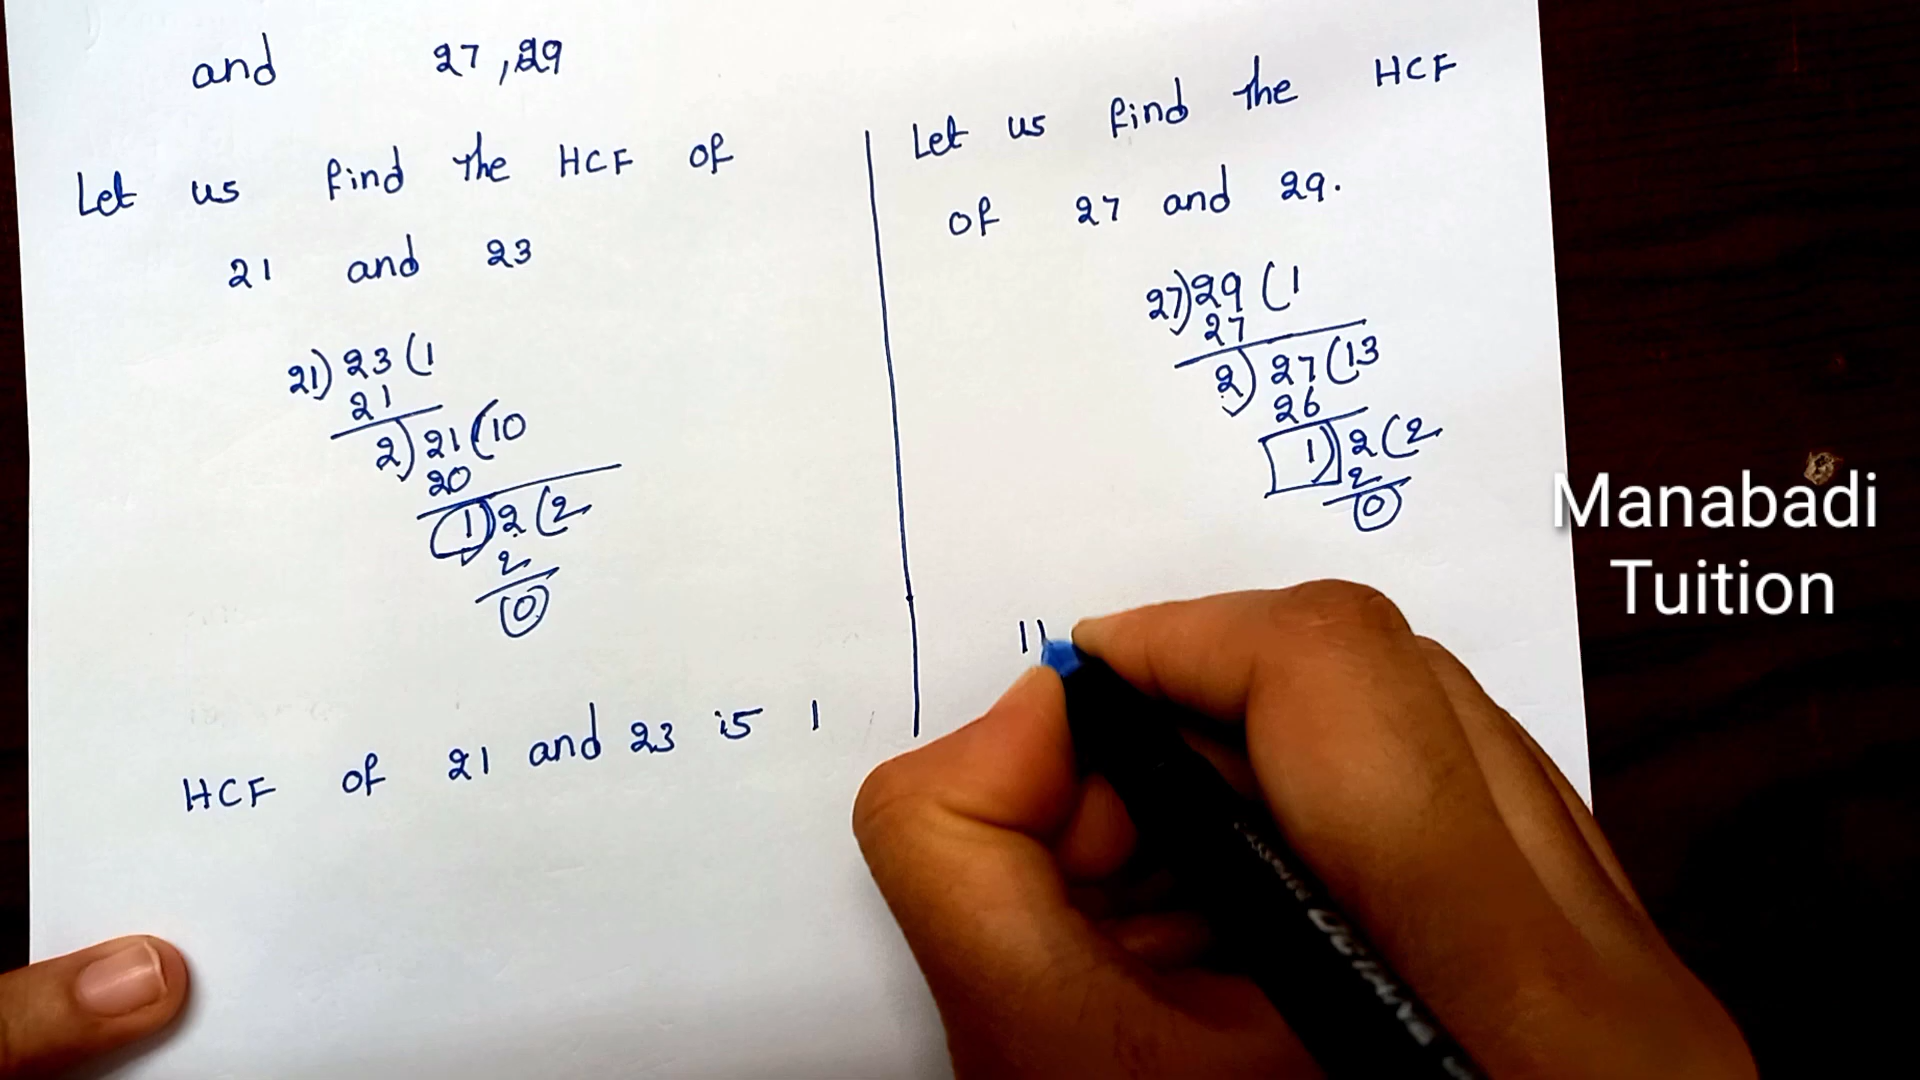 and 27, 29
Let us find the HCF of
21 and 23
21) 23 (1
21
2) 21 (10
20
1) 2 (2
2
0
HCF of 21 and 23 is 1
Let us find the HCF
of 27 and 29.
27) 29 (1
27
2) 27 (13
26
1) 2 (2
2
0
Manabadi
Tuition